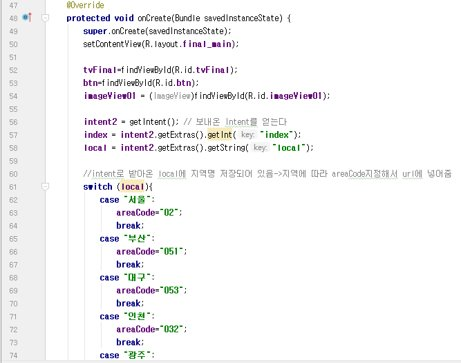 47 @Override
48 protected void onCreate(Bundle savedInstanceState) {
49 super.onCreate(savedInstanceState);
50 setContentView(R.layout.final_main);
51
52 tvFinal=findViewById(R.id.tvFinal);
53 btn=findViewById(R.id.btn);
54 imageView01 = (ImageView)findViewById(R.id.imageView01);
55
56 intent2 = getIntent(); // 보내온 Intent를 얻는다
57 index = intent2.getExtras().getInt( key: "index");
58 local = intent2.getExtras().getString( key: "local");
59
60 //intent로 받아온 local에 지역명 저장되어 있음->지역에 따라 areaCode지정해서 url에 넣어줌
61 switch (local){
62 case "서울":
63 areaCode="02";
64 break;
65 case "부산":
66 areaCode="051";
67 break;
68 case "대구":
69 areaCode="053";
70 break;
71 case "인천":
72 areaCode="032";
73 break;
74 case "광주":